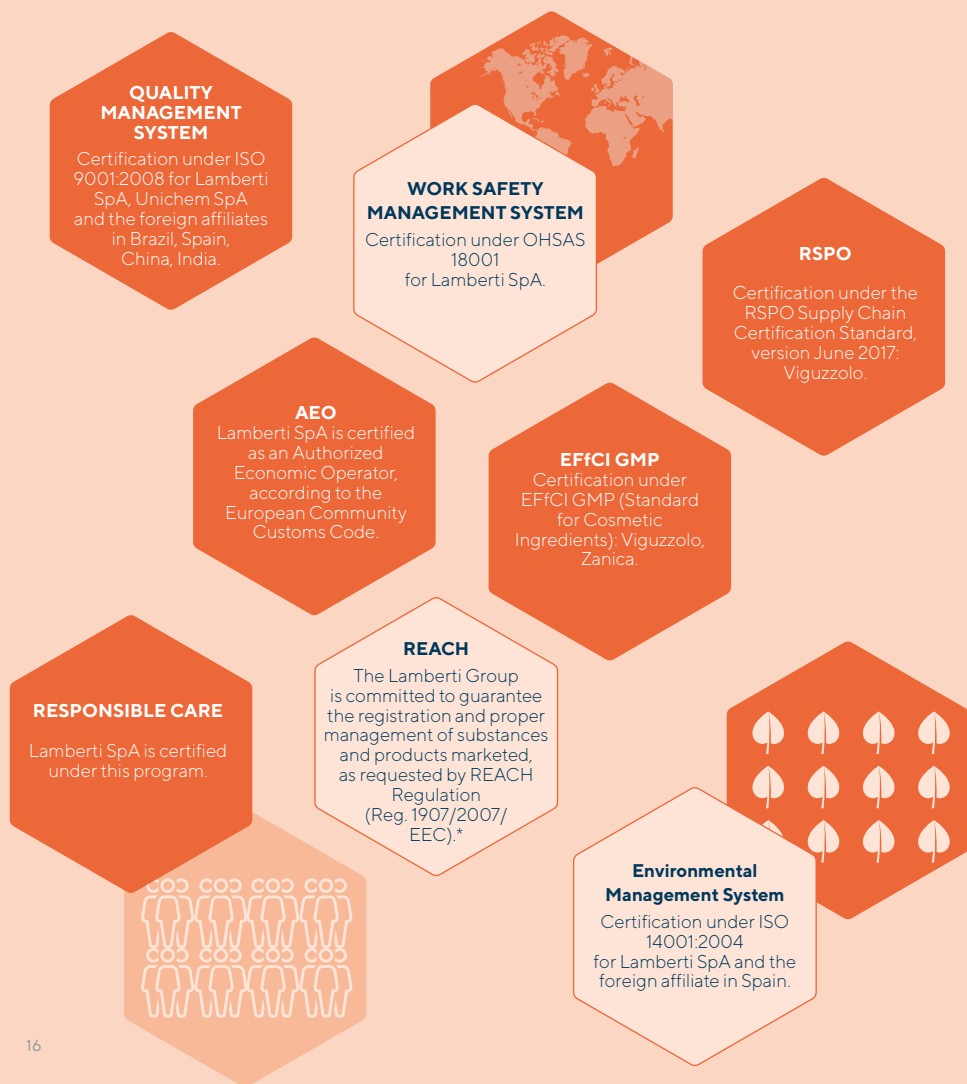 QUALITY
MANAGEMENT
SYSTEM
Certification under ISO
9001:2008 for Lamberti
SpA, Unichem SpA
and the foreign affiliates
in Brazil, Spain,
China, India.
WORK SAFETY
MANAGEMENT SYSTEM
Certification under OHSAS
18001
for Lamberti SpA.
RSPO
Certification under the
RSPO Supply Chain
Certification Standard,
version June 2017:
Viguzzolo.
AEO
Lamberti SpA is certified
as an Authorized
Economic Operator,
according to the
European Community
Customs Code.
EFfCI GMP
Certification under
EFfCI GMP (Standard
for Cosmetic
Ingredients): Viguzzolo,
Zanica.
RESPONSIBLE CARE
Lamberti SpA is certified
under this program.
REACH
The Lamberti Group
is committed to guarantee
the registration and proper
management of substances
and products marketed,
as requested by REACH
Regulation
(Reg. 1907/2007/
EEC).*
Environmental
Management System
Certification under ISO
14001:2004
for Lamberti SpA and the
foreign affiliate in Spain.
16